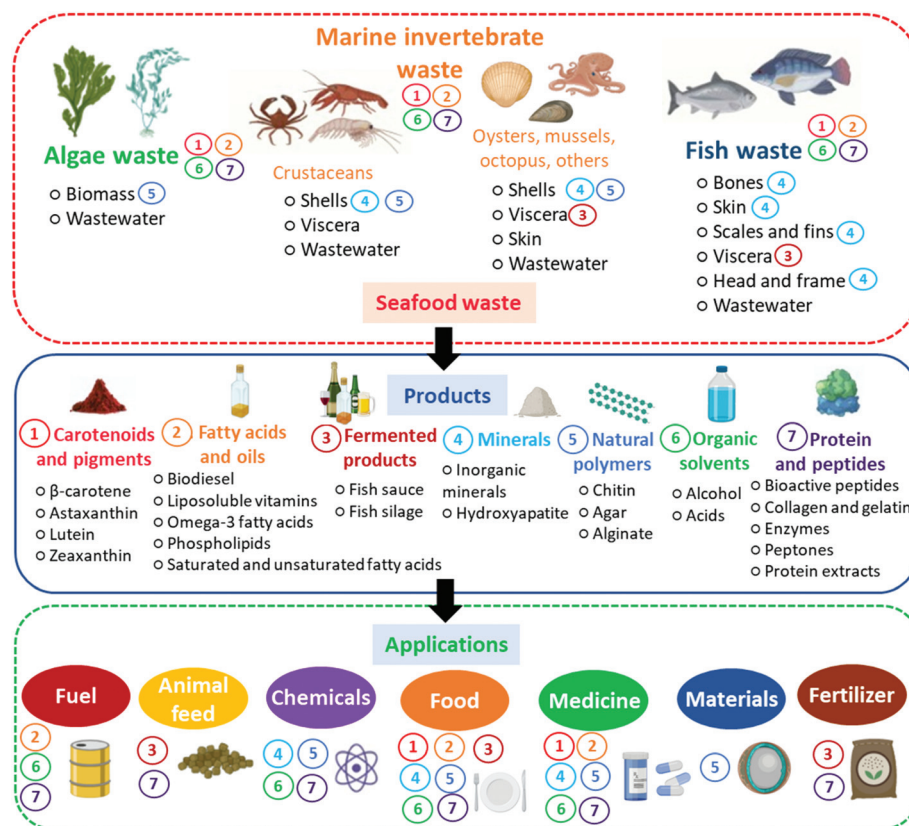 Marine invertebrate
waste
1 2
6 7
Algae waste
1 2
6 7
Biomass 5
Wastewater
Crustaceans
Shells 4 5
Viscera
Wastewater
Oysters, mussels,
octopus, others
Shells 4 5
Viscera 3
Skin
Wastewater
Fish waste
1 2
6 7
Bones 4
Skin 4
Scales and fins 4
Viscera 3
Head and frame 4
Wastewater
Seafood waste
Products
1 Carotenoids
and pigments
β-carotene
Astaxanthin
Lutein
Zeaxanthin
2 Fatty acids
and oils
Biodiesel
Liposoluble vitamins
Omega-3 fatty acids
Phospholipids
Saturated and unsaturated fatty acids
3 Fermented
products
Fish sauce
Fish silage
4 Minerals
Inorganic
minerals
Hydroxyapatite
5 Natural
polymers
Chitin
Agar
Alginate
6 Organic
solvents
Alcohol
Acids
7 Protein
and peptides
Bioactive peptides
Collagen and gelatin
Enzymes
Peptones
Protein extracts
Applications
Fuel
2
6
7
Animal
feed
3
7
Chemicals
4 5
6 7
Food
1 2 3
4 5
6 7
Medicine
1 2
4 5
6 7
Materials
5
Fertilizer
3
7